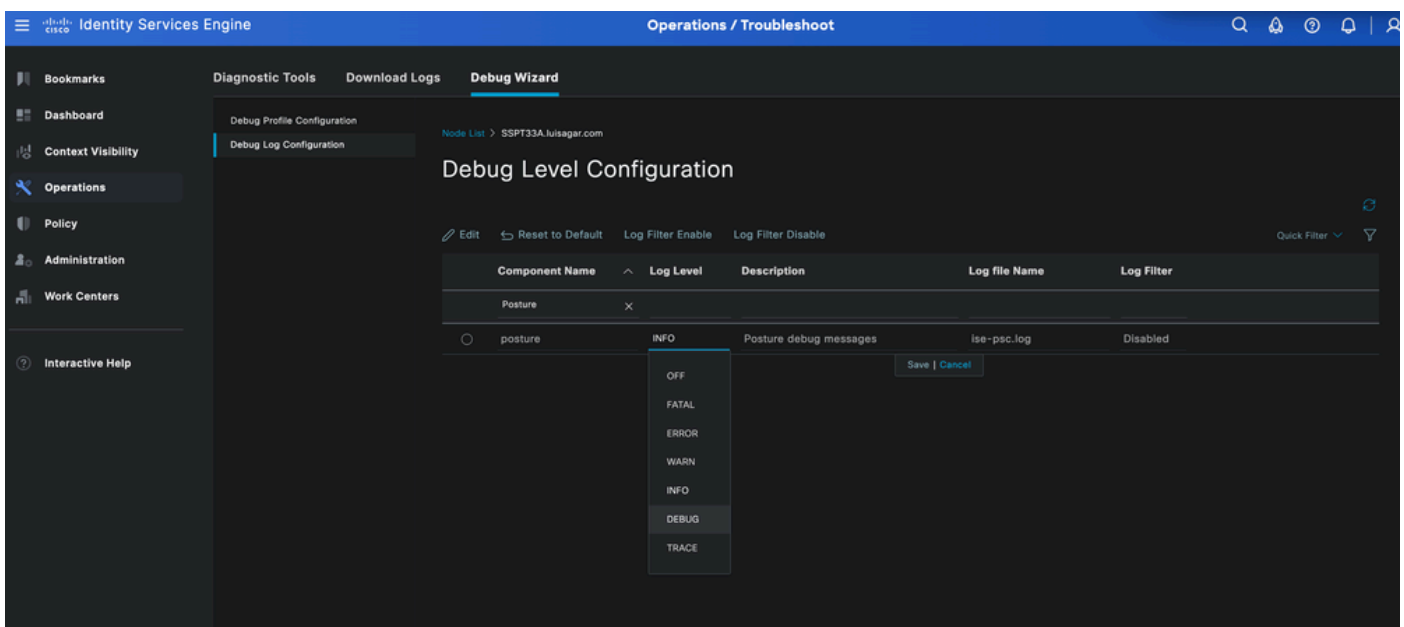 cisco Identity Services Engine
Operations / Troubleshoot
Bookmarks
Dashboard
Context Visibility
Operations
Policy
Administration
Work Centers
Interactive Help
Diagnostic Tools Download Logs Debug Wizard
Debug Profile Configuration
Debug Log Configuration
Node List > SSPT33A.luisagar.com
Debug Level Configuration
Edit Reset to Default Log Filter Enable Log Filter Disable Quick Filter
Component Name Log Level Description Log file Name Log Filter
Posture
posture INFO Posture debug messages ise-psc.log Disabled
Save | Cancel
OFF
FATAL
ERROR
WARN
INFO
DEBUG
TRACE